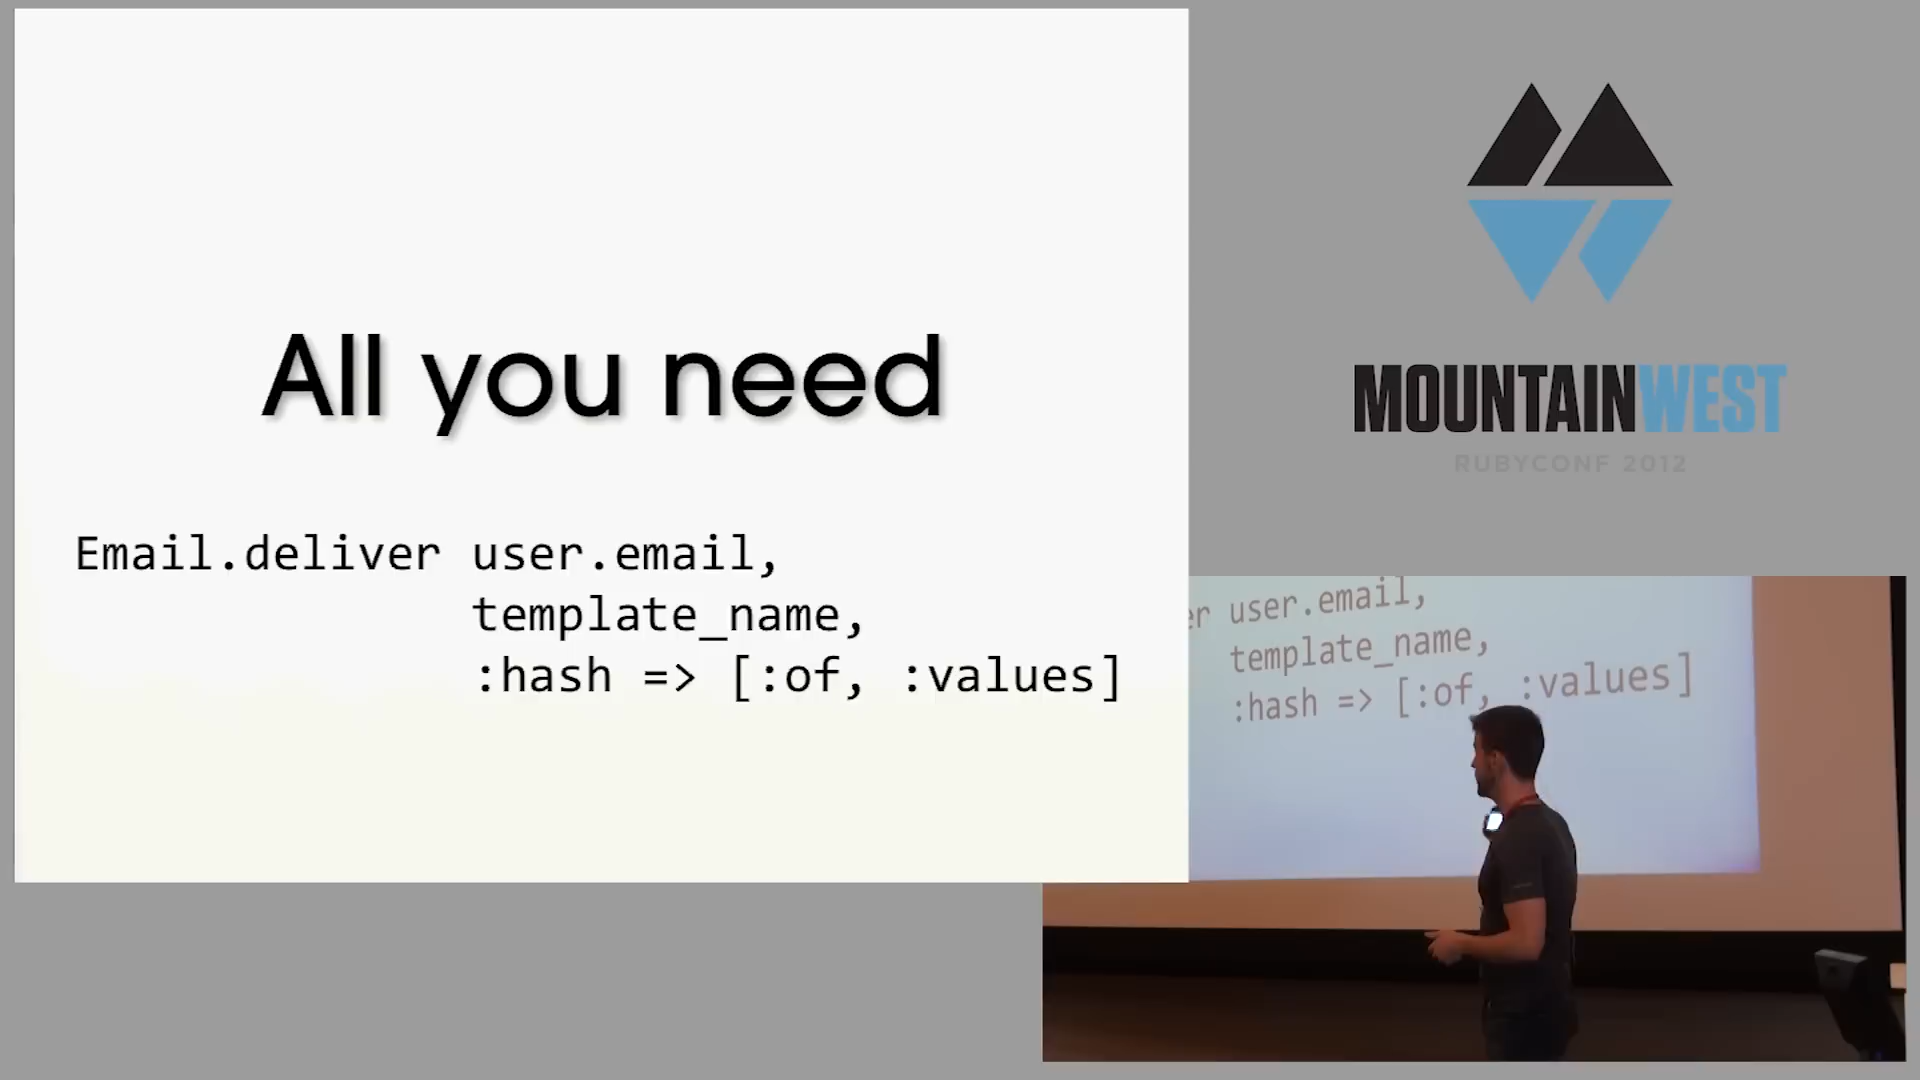 All you need
Email.deliver user.email,
template_name,
:hash => [:of, :values]
MOUNTAINWEST
RUBYCONF 2012
er user.email,
template_name,
:hash => [:of, :values]